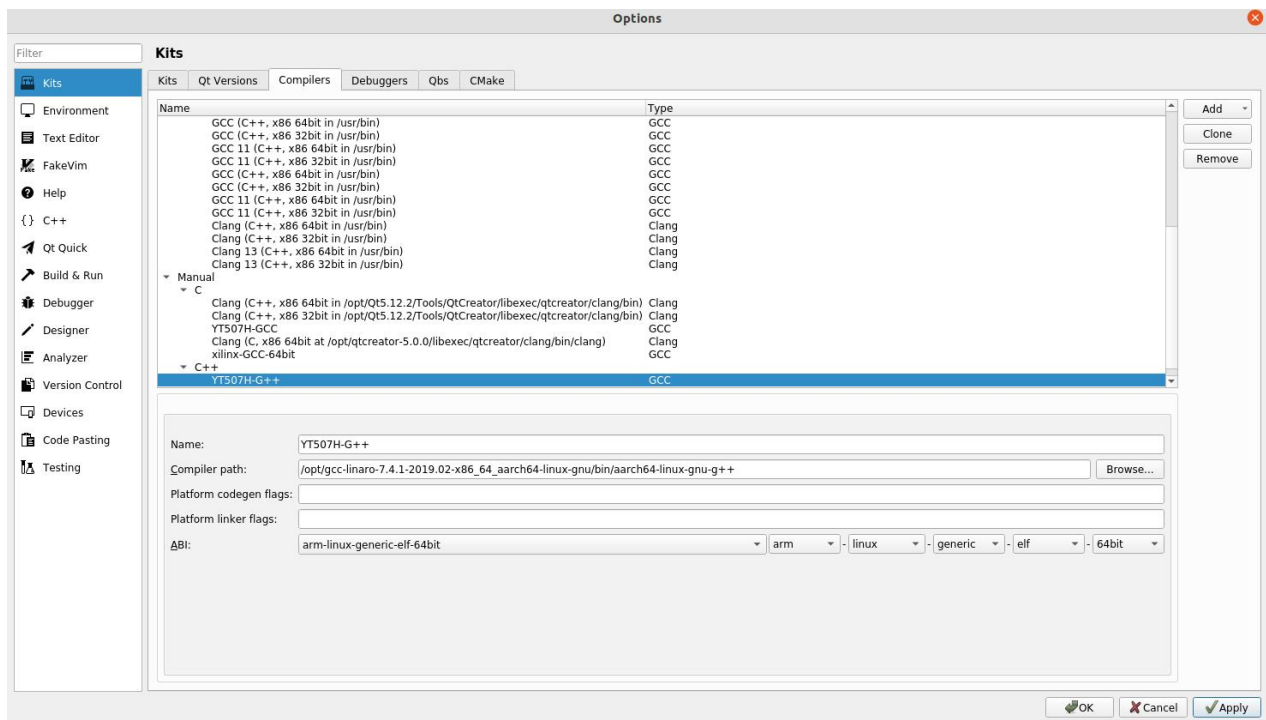 Options
Filter
Kits
Environment
Text Editor
FakeVim
Help
C++
Qt Quick
Build & Run
Debugger
Designer
Analyzer
Version Control
Devices
Code Pasting
Testing
Kits
Kits Qt Versions Compilers Debuggers Qbs CMake
Name Type
GCC (C++, x86 64bit in /usr/bin) GCC
GCC (C++, x86 32bit in /usr/bin) GCC
GCC 11 (C++, x86 64bit in /usr/bin) GCC
GCC 11 (C++, x86 32bit in /usr/bin) GCC
GCC (C++, x86 64bit in /usr/bin) GCC
GCC (C++, x86 32bit in /usr/bin) GCC
GCC 11 (C++, x86 64bit in /usr/bin) GCC
GCC 11 (C++, x86 32bit in /usr/bin) GCC
Clang (C++, x86 64bit in /usr/bin) Clang
Clang (C++, x86 32bit in /usr/bin) Clang
Clang 13 (C++, x86 64bit in /usr/bin) Clang
Clang 13 (C++, x86 32bit in /usr/bin) Clang
Manual
C
Clang (C++, x86 64bit in /opt/Qt5.12.2/Tools/QtCreator/libexec/qtcreator/clang/bin) Clang
Clang (C++, x86 32bit in /opt/Qt5.12.2/Tools/QtCreator/libexec/qtcreator/clang/bin) Clang
YT507H-GCC GCC
Clang (C, x86 64bit at /opt/qtcreator-5.0.0/libexec/qtcreator/clang/bin/clang) Clang
xilinx-GCC-64bit GCC
C++
YT507H-G++ GCC
Add
Clone
Remove
Name: YT507H-G++
Compiler path: /opt/gcc-linaro-7.4.1-2019.02-x86_64_aarch64-linux-gnu/bin/aarch64-linux-gnu-g++ Browse...
Platform codegen flags:
Platform linker flags:
ABI: arm-linux-generic-elf-64bit arm - linux - generic - elf - 64bit
OK Cancel Apply